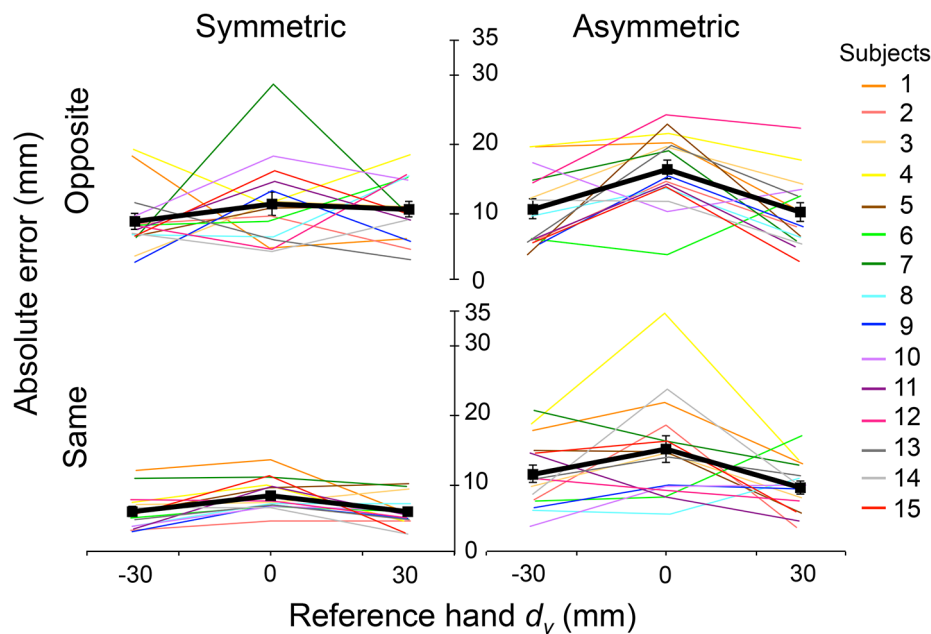 Symmetric
Asymmetric
Absolute error (mm)
Opposite
35
30
20
10
0
Same
35
30
20
10
0
-30 0 30
-30 0 30
Reference hand dy (mm)
Subjects
1
2
3
4
5
6
7
8
9
10
11
12
13
14
15